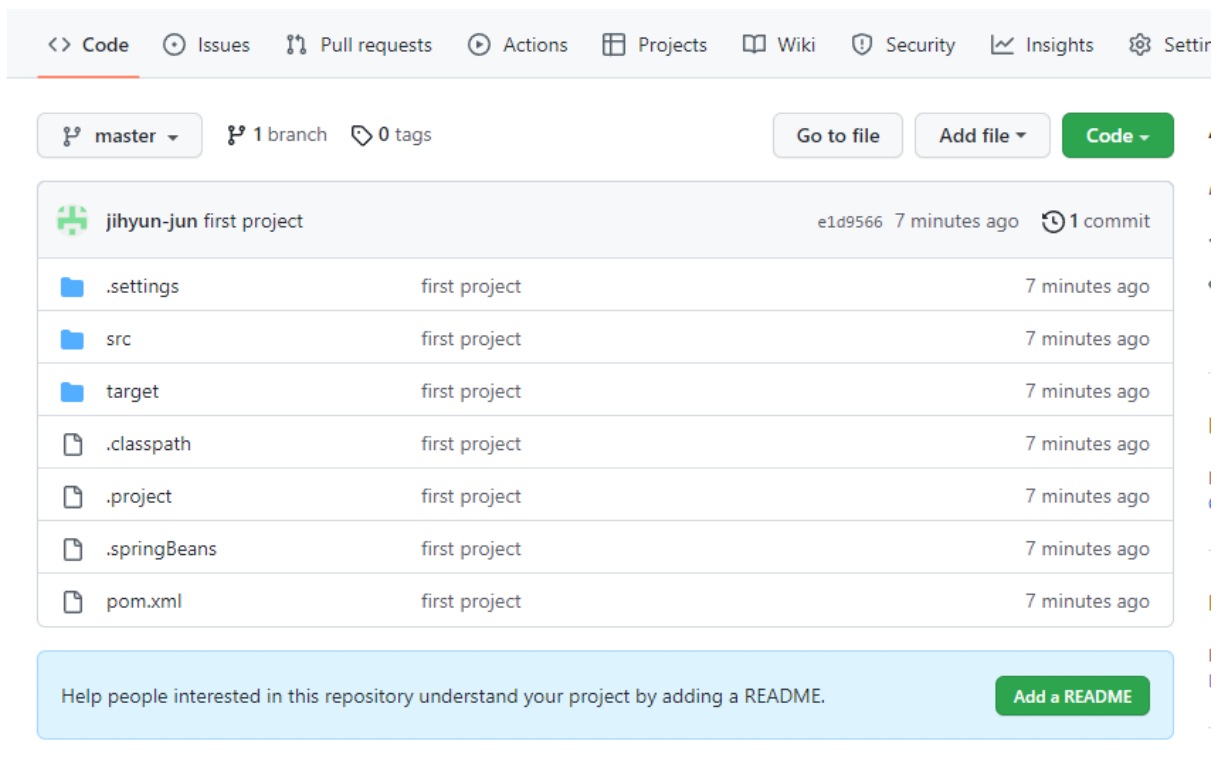 Code Issues Pull requests Actions Projects Wiki Security Insights
master 1 branch 0 tags Go to file Add file Code
jihyun-jun first project e1d9566 7 minutes ago 1 commit
.settings first project 7 minutes ago
src first project 7 minutes ago
target first project 7 minutes ago
.classpath first project 7 minutes ago
.project first project 7 minutes ago
.springBeans first project 7 minutes ago
pom.xml first project 7 minutes ago
Help people interested in this repository understand your project by adding a README. Add a README